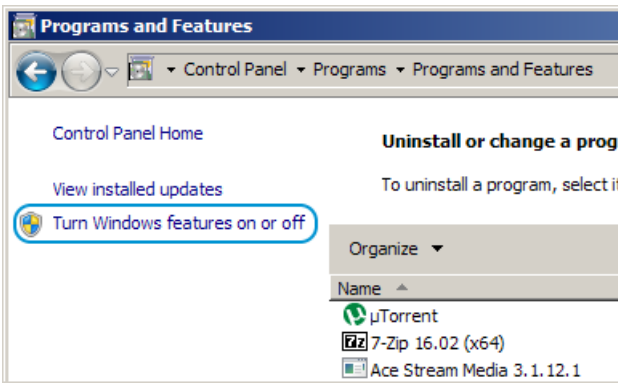 Programs and Features
Control Panel Programs Programs and Features
Control Panel Home
View installed updates
Turn Windows features on or off
Uninstall or change a prog
To uninstall a program, select it
Organize
Name
µTorrent
7z 7-Zip 16.02 (x64)
Ace Stream Media 3.1.12.1